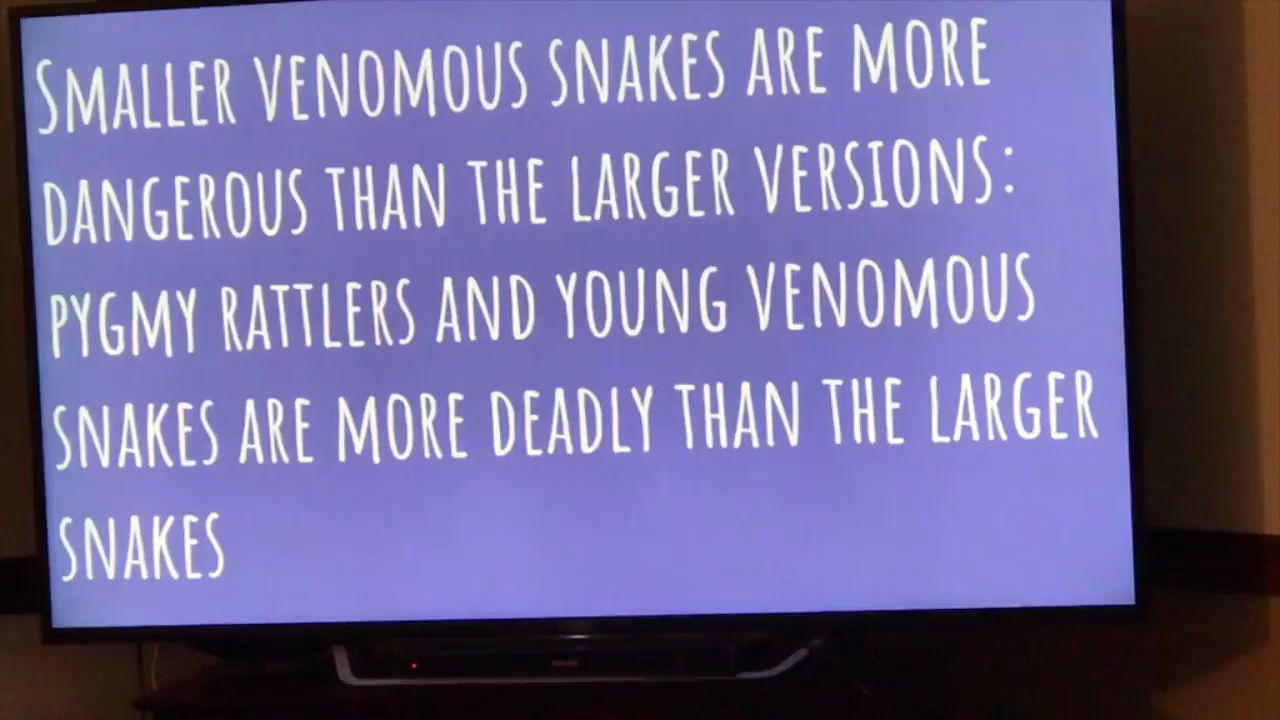 Smaller venomous snakes are more
dangerous than the larger versions:
pygmy rattlers and young venomous
snakes are more deadly than the larger
snakes